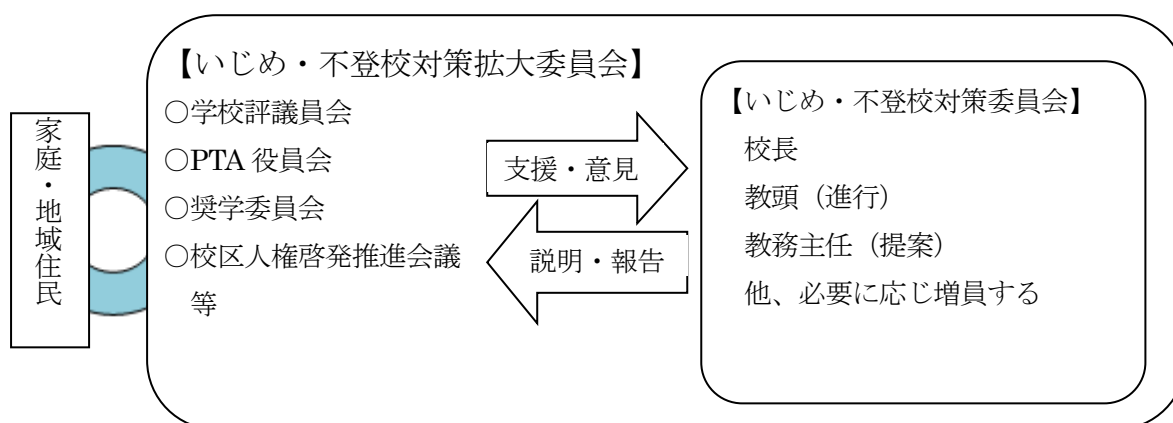 家庭・地域住民
【いじめ・不登校対策拡大委員会】
○学校評議員会
○PTA 役員会
○奨学委員会
○校区人権啓発推進会議
等
支援・意見
説明・報告
【いじめ・不登校対策委員会】
校長
教頭（進行）
教務主任（提案）
他、必要に応じ増員する